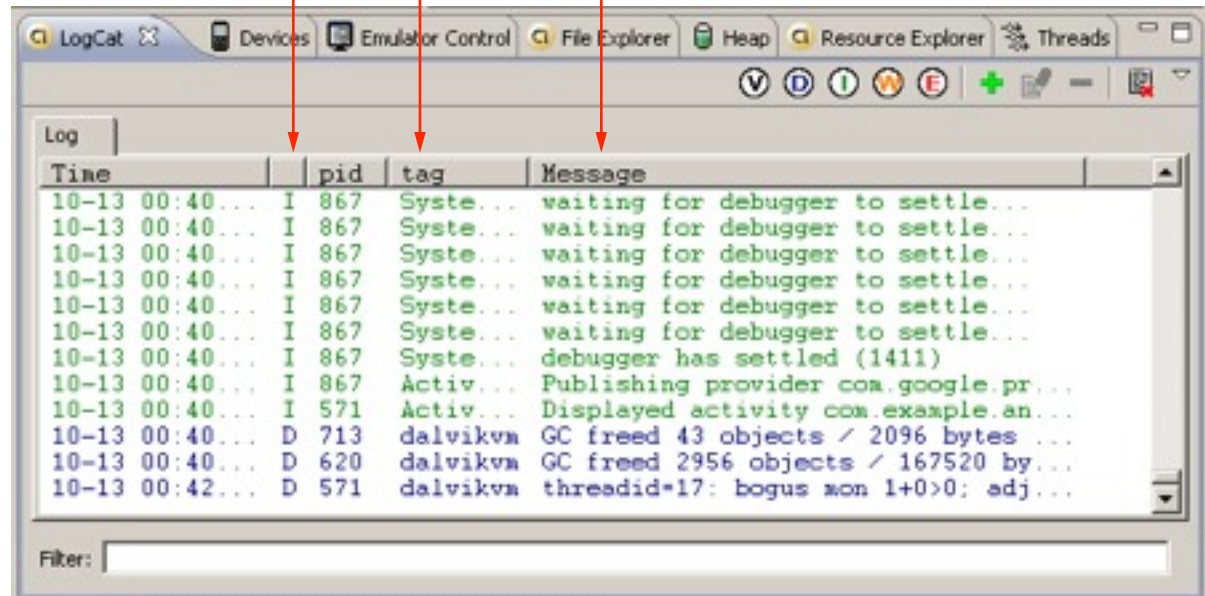 LogCat Devices Emulator Control File Explorer Heap Resource Explorer Threads
V D I W E
Log
Time pid tag Message
10-13 00:40... I 867 Syste... waiting for debugger to settle...
10-13 00:40... I 867 Syste... waiting for debugger to settle...
10-13 00:40... I 867 Syste... waiting for debugger to settle...
10-13 00:40... I 867 Syste... waiting for debugger to settle...
10-13 00:40... I 867 Syste... waiting for debugger to settle...
10-13 00:40... I 867 Syste... waiting for debugger to settle...
10-13 00:40... I 867 Syste... debugger has settled (1411)
10-13 00:40... I 867 Activ... Publishing provider com.google.pr...
10-13 00:40... I 571 Activ... Displayed activity com.example.an...
10-13 00:40... D 713 dalvikvm GC freed 43 objects / 2096 bytes ...
10-13 00:40... D 620 dalvikvm GC freed 2956 objects / 167520 by...
10-13 00:42... D 571 dalvikvm threadid=17: bogus mon 1+0>0; adj...
Filter: